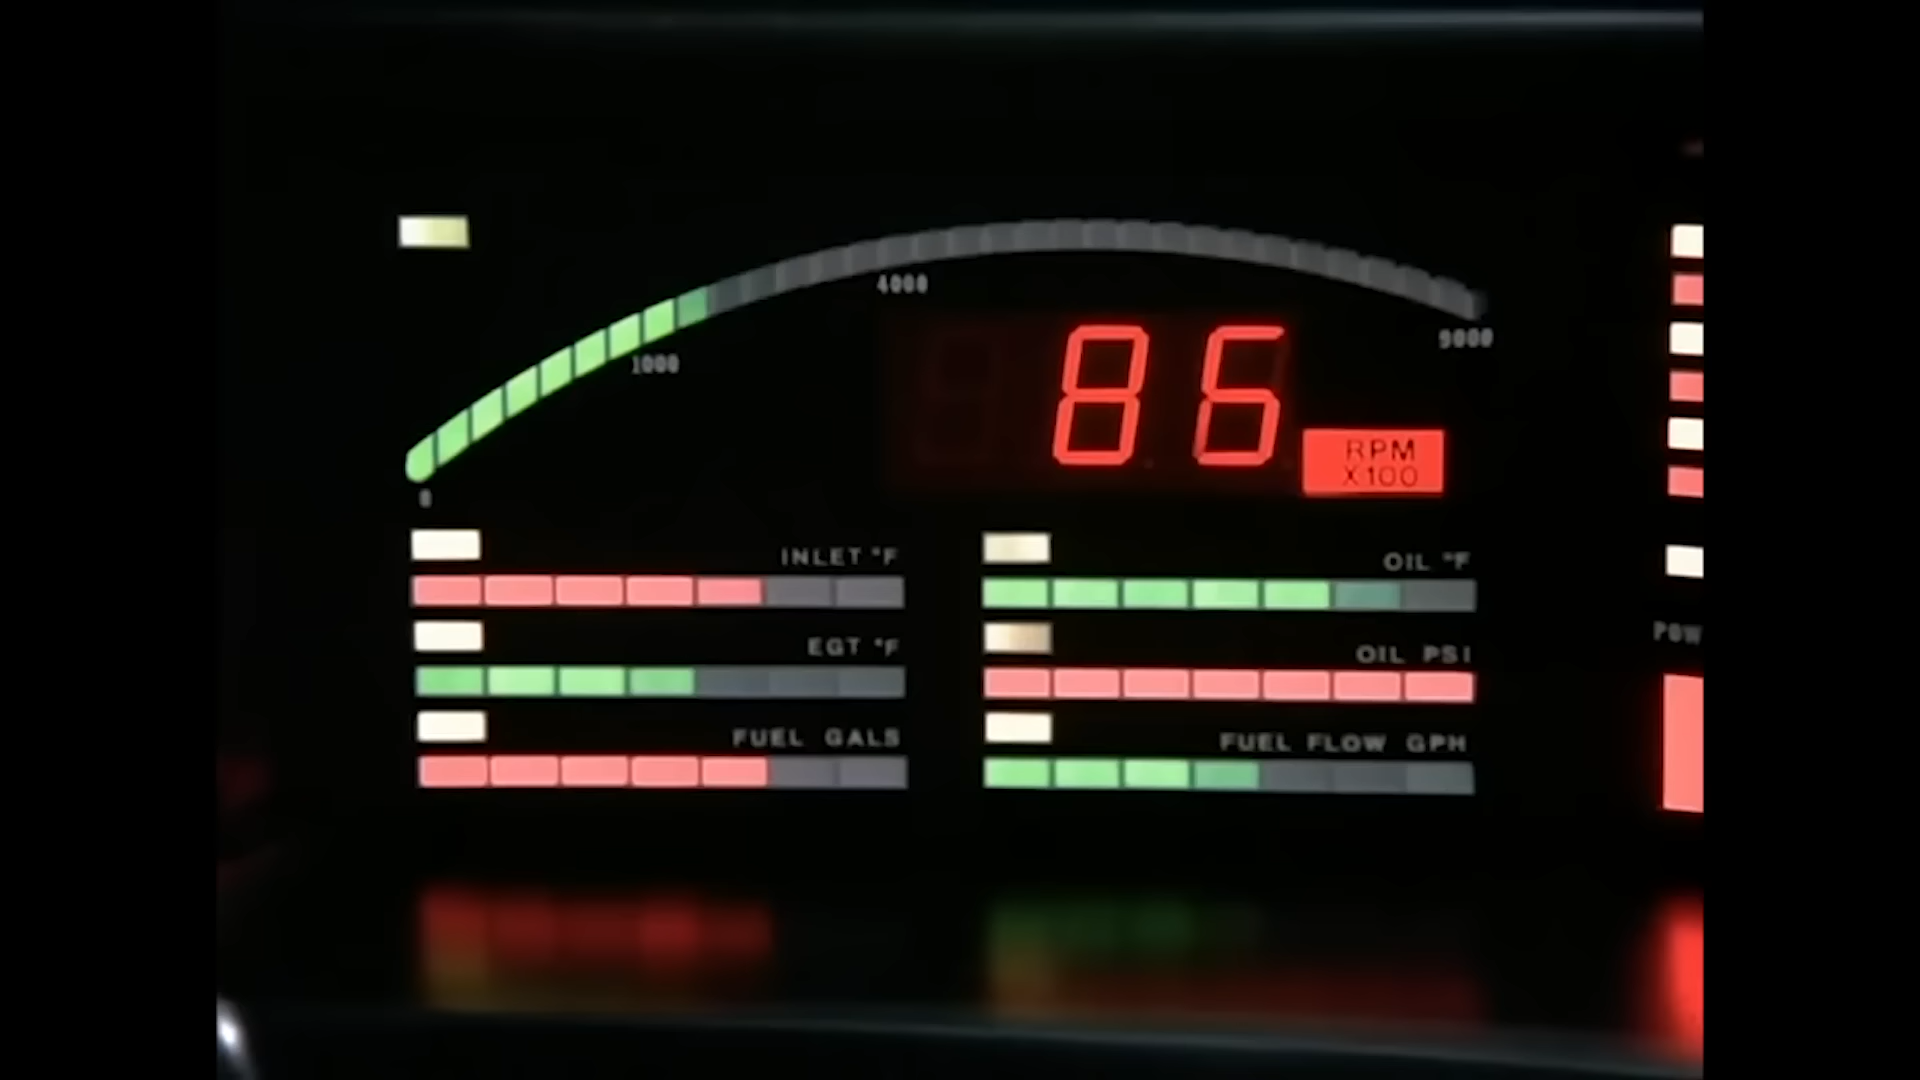 4000
9000
1000
86
RPM
X100
0
INLET °F
OIL °F
EGT °F
OIL PSI
FUEL GALS
FUEL FLOW GPH
POW